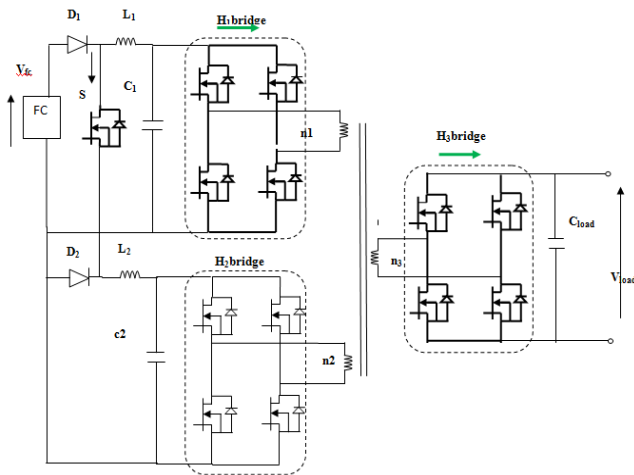 D1 L1 H1bridge
Vfc
S C1
FC
n1
H3bridge
D2 L2
H2bridge
n3
Cload
Vload
c2
n2